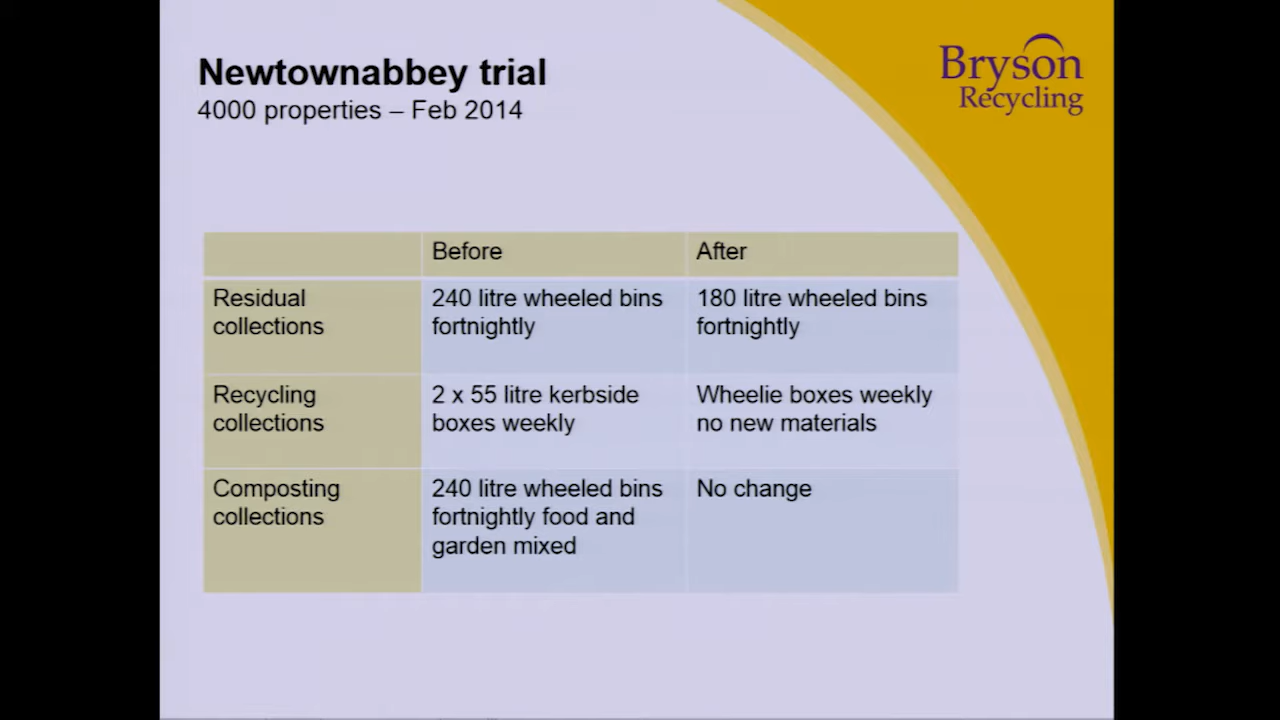 Newtownabbey trial
4000 properties – Feb 2014
Bryson
Recycling
Before
After
Residual
collections
240 litre wheeled bins
fortnightly
180 litre wheeled bins
fortnightly
Recycling
collections
2 x 55 litre kerbside
boxes weekly
Wheelie boxes weekly
no new materials
Composting
collections
240 litre wheeled bins
fortnightly food and
garden mixed
No change